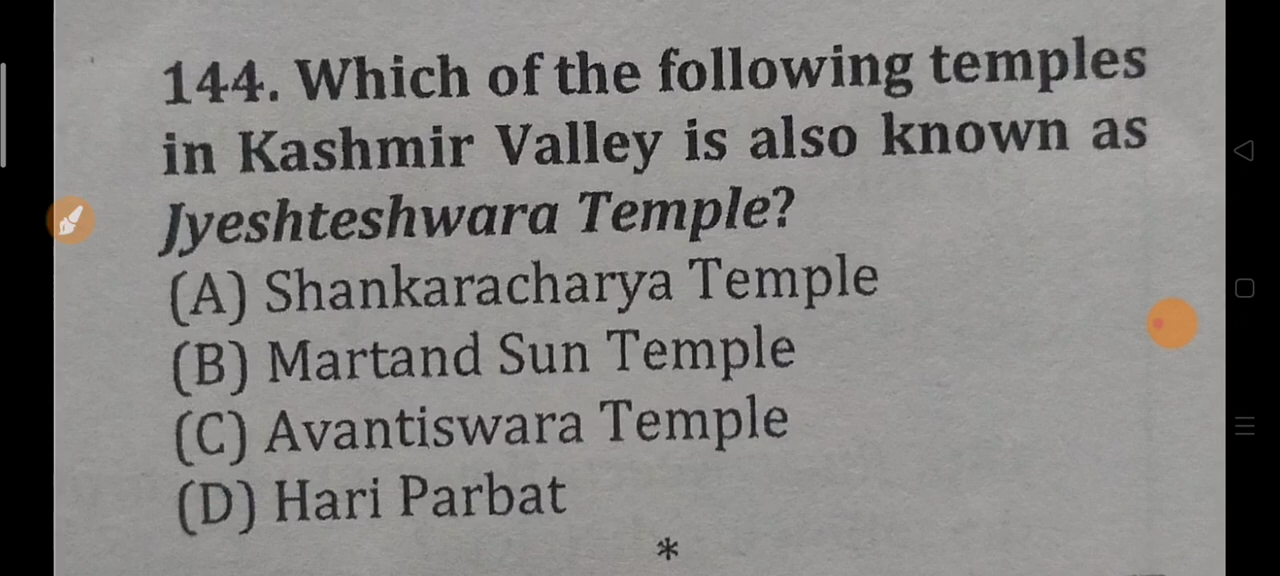 144. Which of the following temples
in Kashmir Valley is also known as
Jyeshteshwara Temple?
(A) Shankaracharya Temple
(B) Martand Sun Temple
(C) Avantiswara Temple
(D) Hari Parbat
*